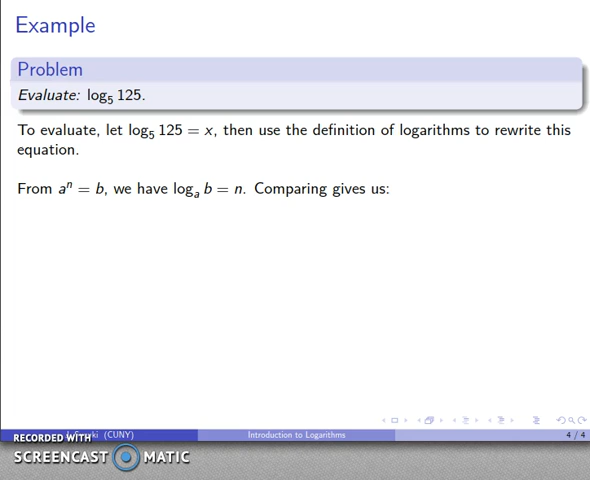 Example
Problem
Evaluate: log₅ 125.
To evaluate, let log₅ 125 = x, then use the definition of logarithms to rewrite this
equation.
From aⁿ = b, we have logₐ b = n. Comparing gives us:
(CUNY) Introduction to Logarithms 4 / 4
RECORDED WITH
SCREENCAST MATIC